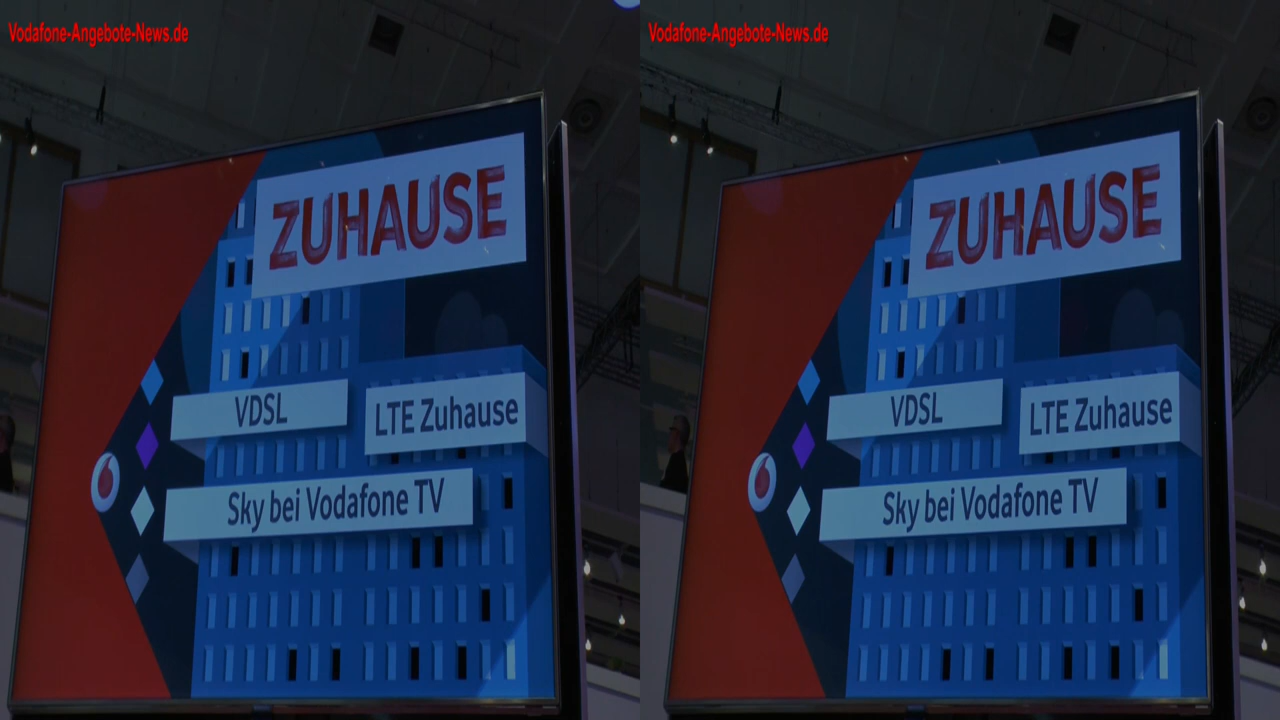 Vodafone-Angebote-News.de
ZUHAUSE
VDSL
LTE Zuhause
Sky bei Vodafone TV
Vodafone-Angebote-News.de
ZUHAUSE
VDSL
LTE Zuhause
Sky bei Vodafone TV